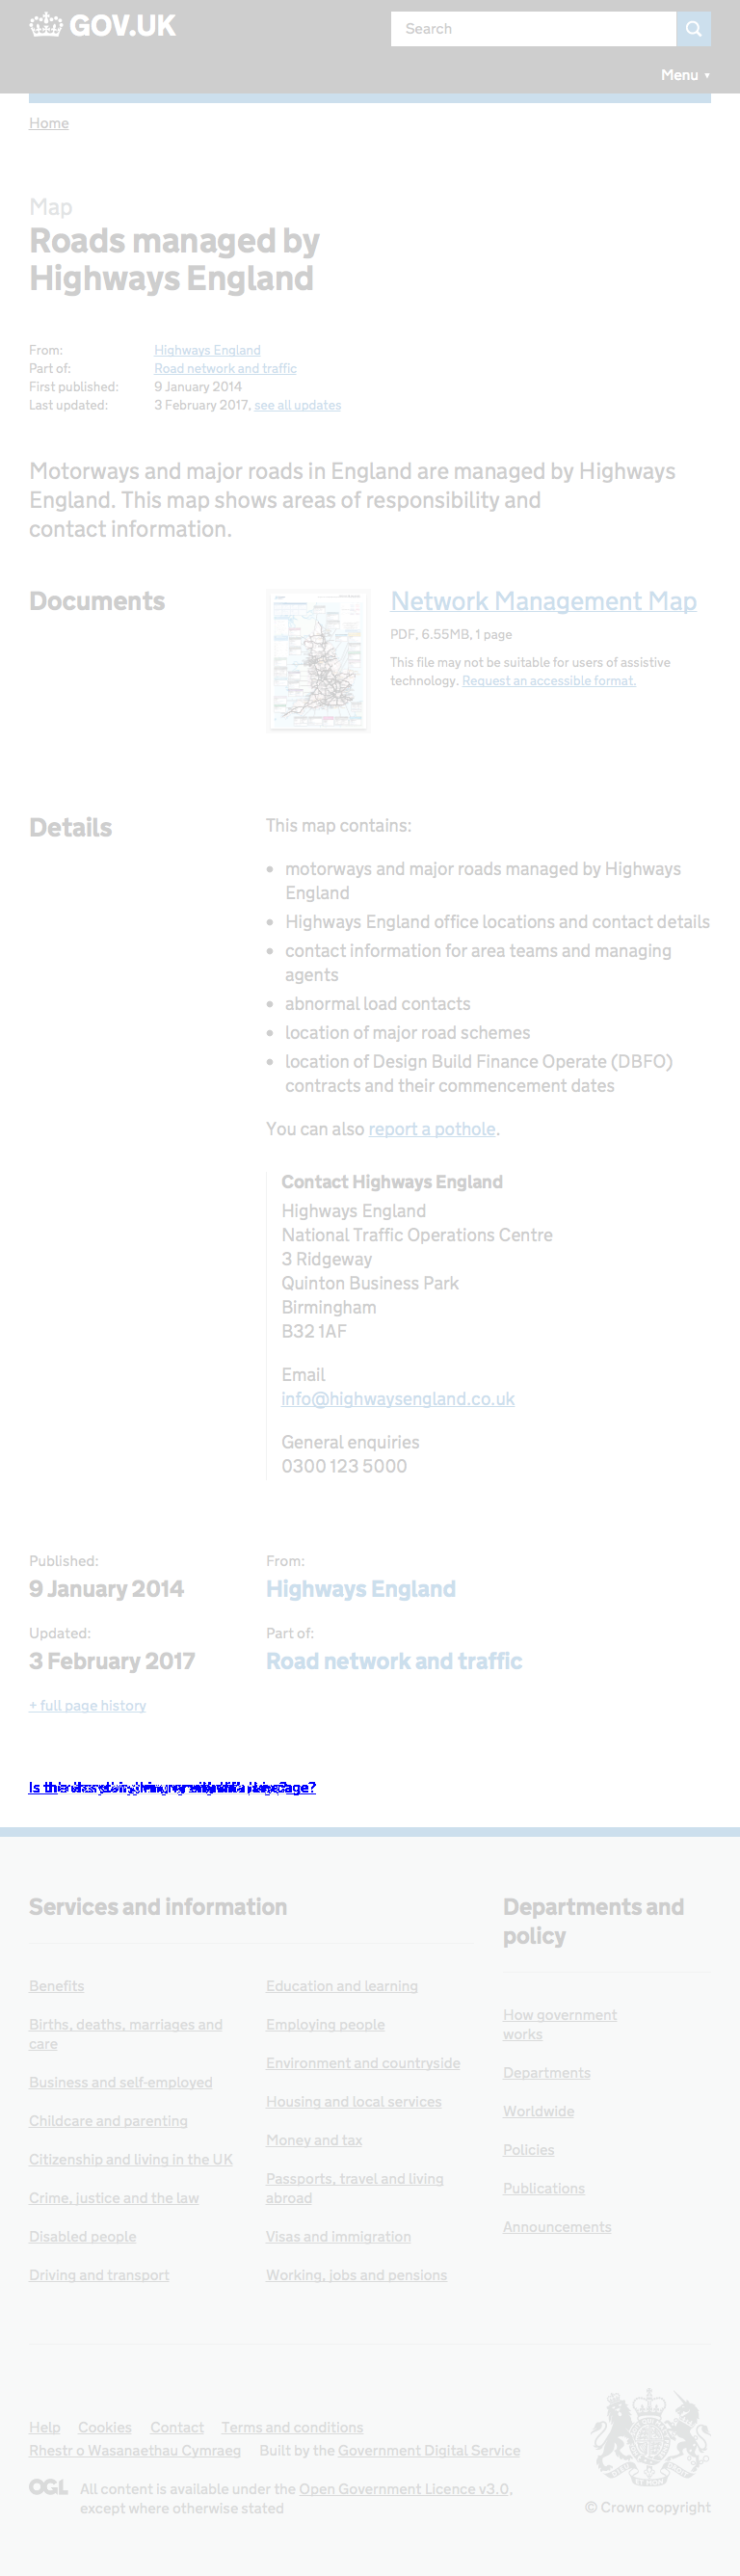 GOV.UK
Search
Menu ▼
Home
Map
Roads managed by
Highways England
From: Highways England
Part of: Road network and traffic
First published: 9 January 2014
Last updated: 3 February 2017, see all updates
Motorways and major roads in England are managed by Highways
England. This map shows areas of responsibility and
contact information.
Documents
Network Management Map
PDF, 6.55MB, 1 page
This file may not be suitable for users of assistive
technology. Request an accessible format.
Details
This map contains:
• motorways and major roads managed by Highways
England
• Highways England office locations and contact details
• contact information for area teams and managing
agents
• abnormal load contacts
• location of major road schemes
• location of Design Build Finance Operate (DBFO)
contracts and their commencement dates
You can also report a pothole.
Contact Highways England
Highways England
National Traffic Operations Centre
3 Ridgeway
Quinton Business Park
Birmingham
B32 1AF
Email
info@highwaysengland.co.uk
General enquiries
0300 123 5000
Published:
9 January 2014
From:
Highways England
Updated:
3 February 2017
Part of:
Road network and traffic
+ full page history
Services and information
Benefits
Births, deaths, marriages and
care
Business and self-employed
Childcare and parenting
Citizenship and living in the UK
Crime, justice and the law
Disabled people
Driving and transport
Education and learning
Employing people
Environment and countryside
Housing and local services
Money and tax
Passports, travel and living
abroad
Visas and immigration
Working, jobs and pensions
Departments and
policy
How government
works
Departments
Worldwide
Policies
Publications
Announcements
Help Cookies Contact Terms and conditions
Rhestr o Wasanaethau Cymraeg Built by the Government Digital Service
OGL All content is available under the Open Government Licence v3.0,
except where otherwise stated
© Crown copyright